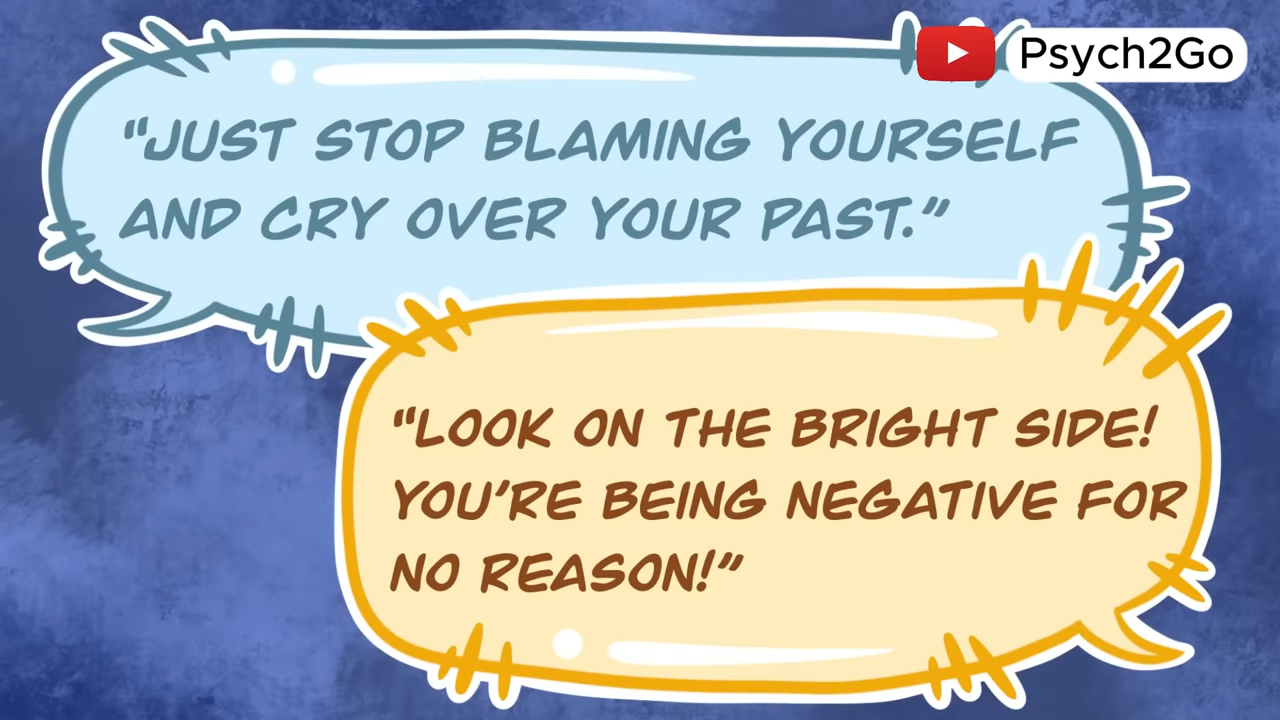 Psych2Go
“JUST STOP BLAMING YOURSELF
AND CRY OVER YOUR PAST.”
“LOOK ON THE BRIGHT SIDE!
YOU’RE BEING NEGATIVE FOR
NO REASON!”